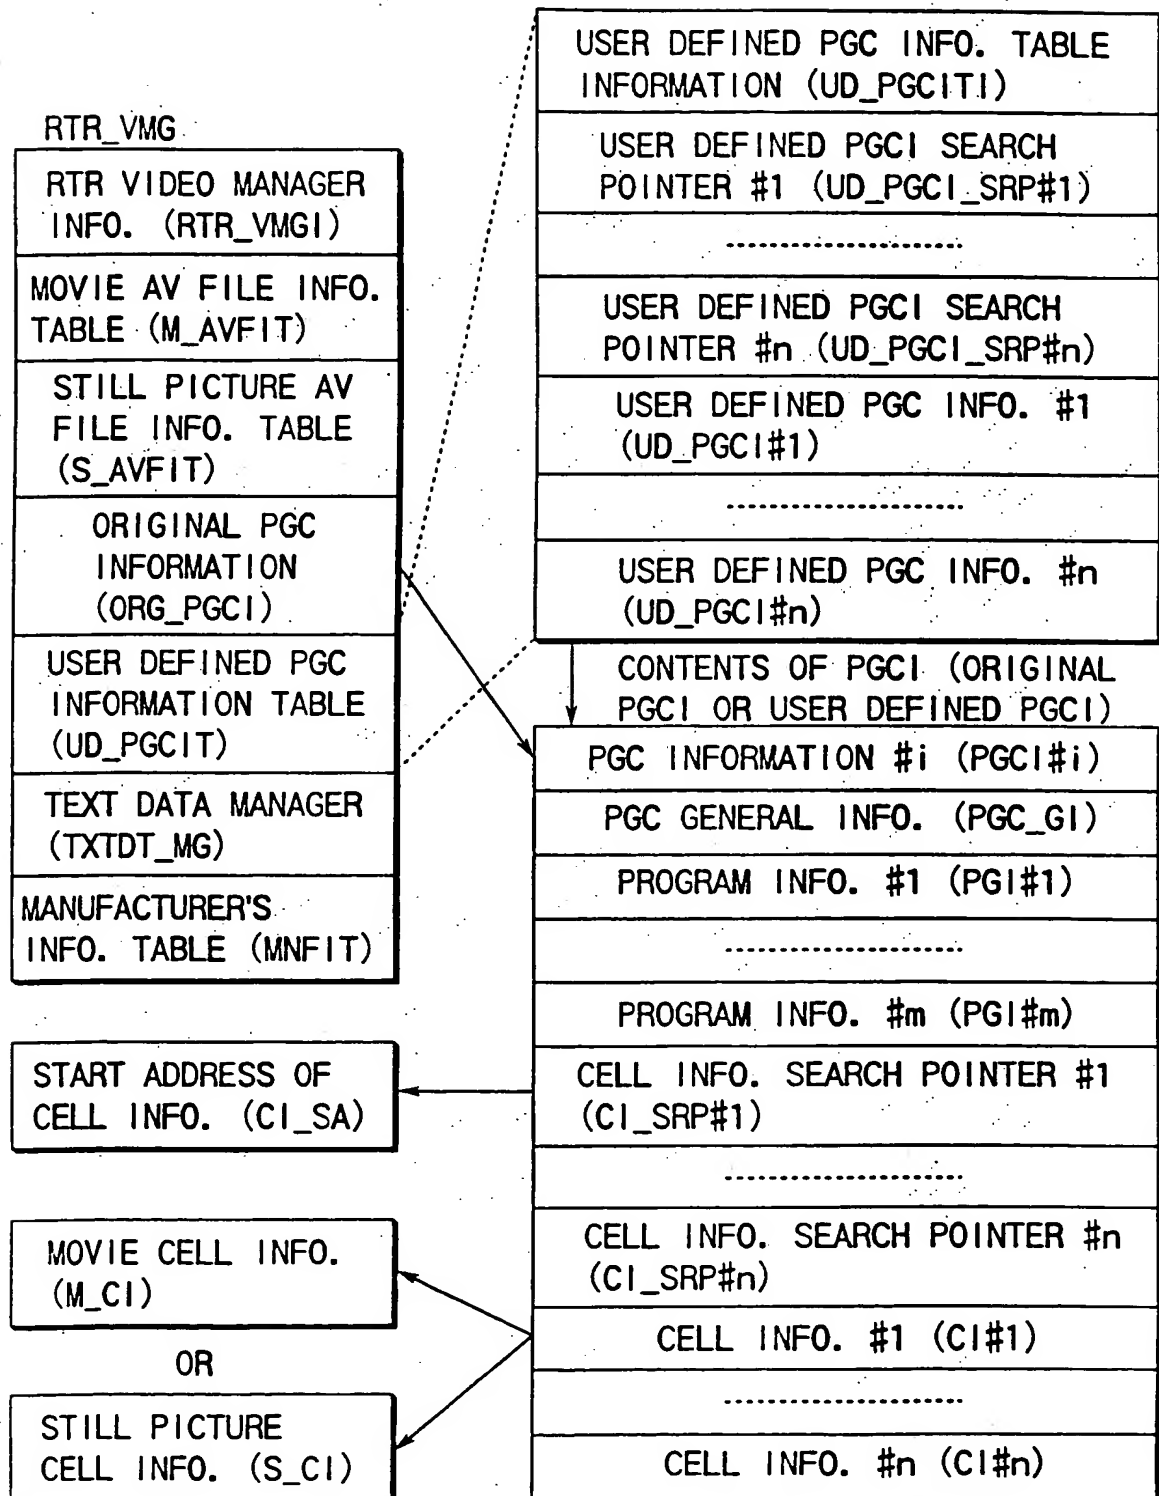 RTR_VMG
RTR VIDEO MANAGER
INFO. (RTR_VMGI)
MOVIE AV FILE INFO.
TABLE (M_AVFIT)
STILL PICTURE AV
FILE INFO. TABLE
(S_AVFIT)
ORIGINAL PGC
INFORMATION
(ORG_PGCI)
USER DEFINED PGC
INFORMATION TABLE
(UD_PGCIT)
TEXT DATA MANAGER
(TXTDT_MG)
MANUFACTURER'S
INFO. TABLE (MNFIT)
START ADDRESS OF
CELL INFO. (CI_SA)
MOVIE CELL INFO.
(M_CI)
OR
STILL PICTURE
CELL INFO. (S_CI)
USER DEFINED PGC INFO. TABLE
INFORMATION (UD_PGCITI)
USER DEFINED PGCI SEARCH
POINTER #1 (UD_PGCI_SRP#1)
.....................
USER DEFINED PGCI SEARCH
POINTER #n (UD_PGCI_SRP#n)
USER DEFINED PGC INFO. #1
(UD_PGCI#1)
.....................
USER DEFINED PGC INFO. #n
(UD_PGCI#n)
CONTENTS OF PGCI (ORIGINAL
PGCI OR USER DEFINED PGCI)
PGC INFORMATION #i (PGCI#i)
PGC GENERAL INFO. (PGC_GI)
PROGRAM INFO. #1 (PGI#1)
.....................
PROGRAM INFO. #m (PGI#m)
CELL INFO. SEARCH POINTER #1
(CI_SRP#1)
.....................
CELL INFO. SEARCH POINTER #n
(CI_SRP#n)
CELL INFO. #1 (CI#1)
.....................
CELL INFO. #n (CI#n)